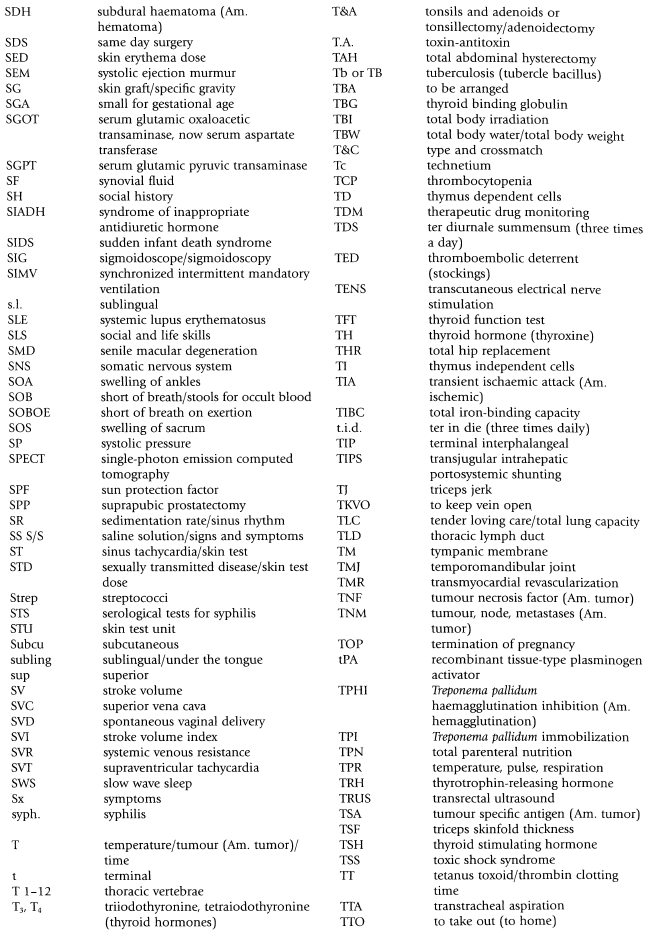 SDH subdural haematoma (Am.
hematoma)
SDS same day surgery
SED skin erythema dose
SEM systolic ejection murmur
SG skin graft/specific gravity
SGA small for gestational age
SGOT serum glutamic oxaloacetic
transaminase, now serum aspartate
transferase
SGPT serum glutamic pyruvic transaminase
SF synovial fluid
SH social history
SIADH syndrome of inappropriate
antidiuretic hormone
SIDS sudden infant death syndrome
SIG sigmoidoscope/sigmoidoscopy
SIMV synchronized intermittent mandatory
ventilation
s.l. sublingual
SLE systemic lupus erythematosus
SLS social and life skills
SMD senile macular degeneration
SNS somatic nervous system
SOA swelling of ankles
SOB short of breath/stools for occult blood
SOBOE short of breath on exertion
SOS swelling of sacrum
SP systolic pressure
SPECT single-photon emission computed
tomography
SPF sun protection factor
SPP suprapubic prostatectomy
SR sedimentation rate/sinus rhythm
SS S/S saline solution/signs and symptoms
ST sinus tachycardia/skin test
STD sexually transmitted disease/skin test
dose
Strep streptococci
STS serological tests for syphilis
STU skin test unit
Subcu subcutaneous
subling sublingual/under the tongue
sup superior
SV stroke volume
SVC superior vena cava
SVD spontaneous vaginal delivery
SVI stroke volume index
SVR systemic venous resistance
SVT supraventricular tachycardia
SWS slow wave sleep
Sx symptoms
syph. syphilis
T temperature/tumour (Am. tumor)/
time
t terminal
T 1–12 thoracic vertebrae
T₃, T₄ triiodothyronine, tetraiodothyronine
(thyroid hormones)
T&A tonsils and adenoids or
tonsillectomy/adenoidectomy
T.A. toxin-antitoxin
TAH total abdominal hysterectomy
Tb or TB tuberculosis (tubercle bacillus)
TBA to be arranged
TBG thyroid binding globulin
TBI total body irradiation
TBW total body water/total body weight
T&C type and crossmatch
Tc technetium
TCP thrombocytopenia
TD thymus dependent cells
TDM therapeutic drug monitoring
TDS ter diurnale summensum (three times
a day)
TED thromboembolic deterrent
(stockings)
TENS transcutaneous electrical nerve
stimulation
TFT thyroid function test
TH thyroid hormone (thyroxine)
THR total hip replacement
TI thymus independent cells
TIA transient ischaemic attack (Am.
ischemic)
TIBC total iron-binding capacity
t.i.d. ter in die (three times daily)
TIP terminal interphalangeal
TIPS transjugular intrahepatic
portosystemic shunting
TJ triceps jerk
TKVO to keep vein open
TLC tender loving care/total lung capacity
TLD thoracic lymph duct
TM tympanic membrane
TMJ temporomandibular joint
TMR transmyocardial revascularization
TNF tumour necrosis factor (Am. tumor)
TNM tumour, node, metastases (Am.
tumor)
TOP termination of pregnancy
tPA recombinant tissue-type plasminogen
activator
TPHI Treponema pallidum
haemagglutination inhibition (Am.
hemagglutination)
TPI Treponema pallidum immobilization
TPN total parenteral nutrition
TPR temperature, pulse, respiration
TRH thyrotrophin-releasing hormone
TRUS transrectal ultrasound
TSA tumour specific antigen (Am. tumor)
TSF triceps skinfold thickness
TSH thyroid stimulating hormone
TSS toxic shock syndrome
TT tetanus toxoid/thrombin clotting
time
TTA transtracheal aspiration
TTO to take out (to home)